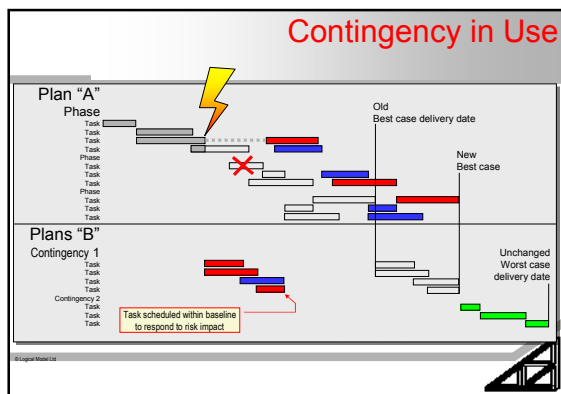 Contingency in Use
Plan “A”
Phase
Task
Task
Task
Task
Phase
Task
Task
Task
Phase
Task
Task
Task
Old
Best case delivery date
New
Best case
Plans “B”
Contingency 1
Task
Task
Task
Task
Contingency 2
Task
Task
Task
Task scheduled within baseline
to respond to risk impact
Unchanged
Worst case
delivery date
© Logical Model Ltd